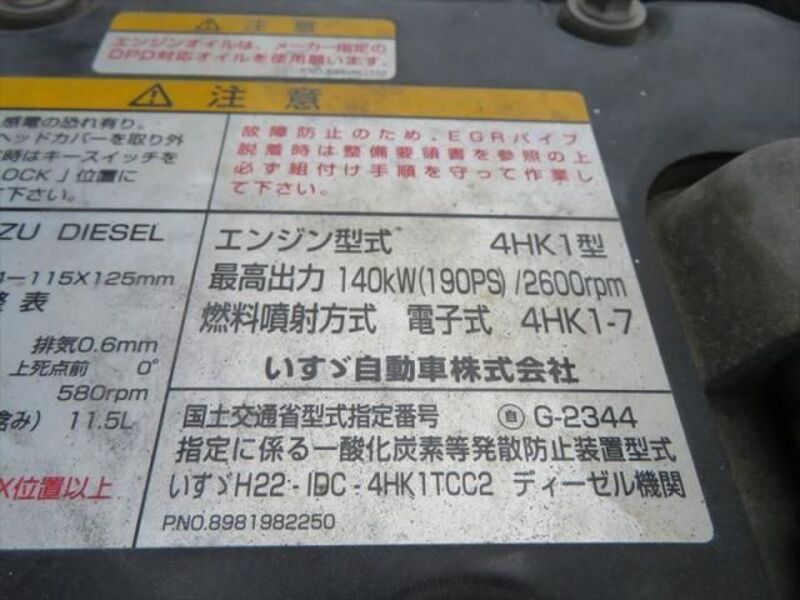 注意
エンジンオイルは、メーカー指定の
DPD対応オイルを使用願います。
注意
感電の恐れ有り。
ヘッドカバーを取り外
時はキースイッチを
LOCK」位置に
て下さい。
故障防止のため、EGRパイプ
脱着時は整備要領書を参照の上
必ず組付け手順を守って作業し
て下さい。
ZU DIESEL
4-115X125mm
整 表
排気0.6mm
上死点前 0°
580rpm
含み) 11.5L
X位置以上
エンジン型式 4HK1型
最高出力 140kW(190PS)/2600rpm
燃料噴射方式 電子式 4HK1-7
いすゞ自動車株式会社
国土交通省型式指定番号 自 G-2344
指定に係る一酸化炭素等発散防止装置型式
いすゞH22-IDC-4HK1TCC2 ディーゼル機関
P.NO.8981982250